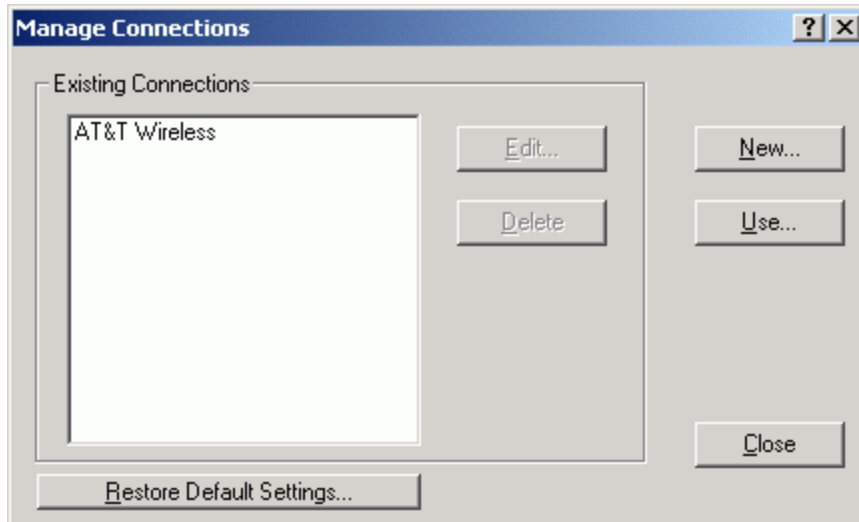 Manage Connections
Existing Connections
AT&T Wireless
Edit...
New...
Delete
Use...
Close
Restore Default Settings...